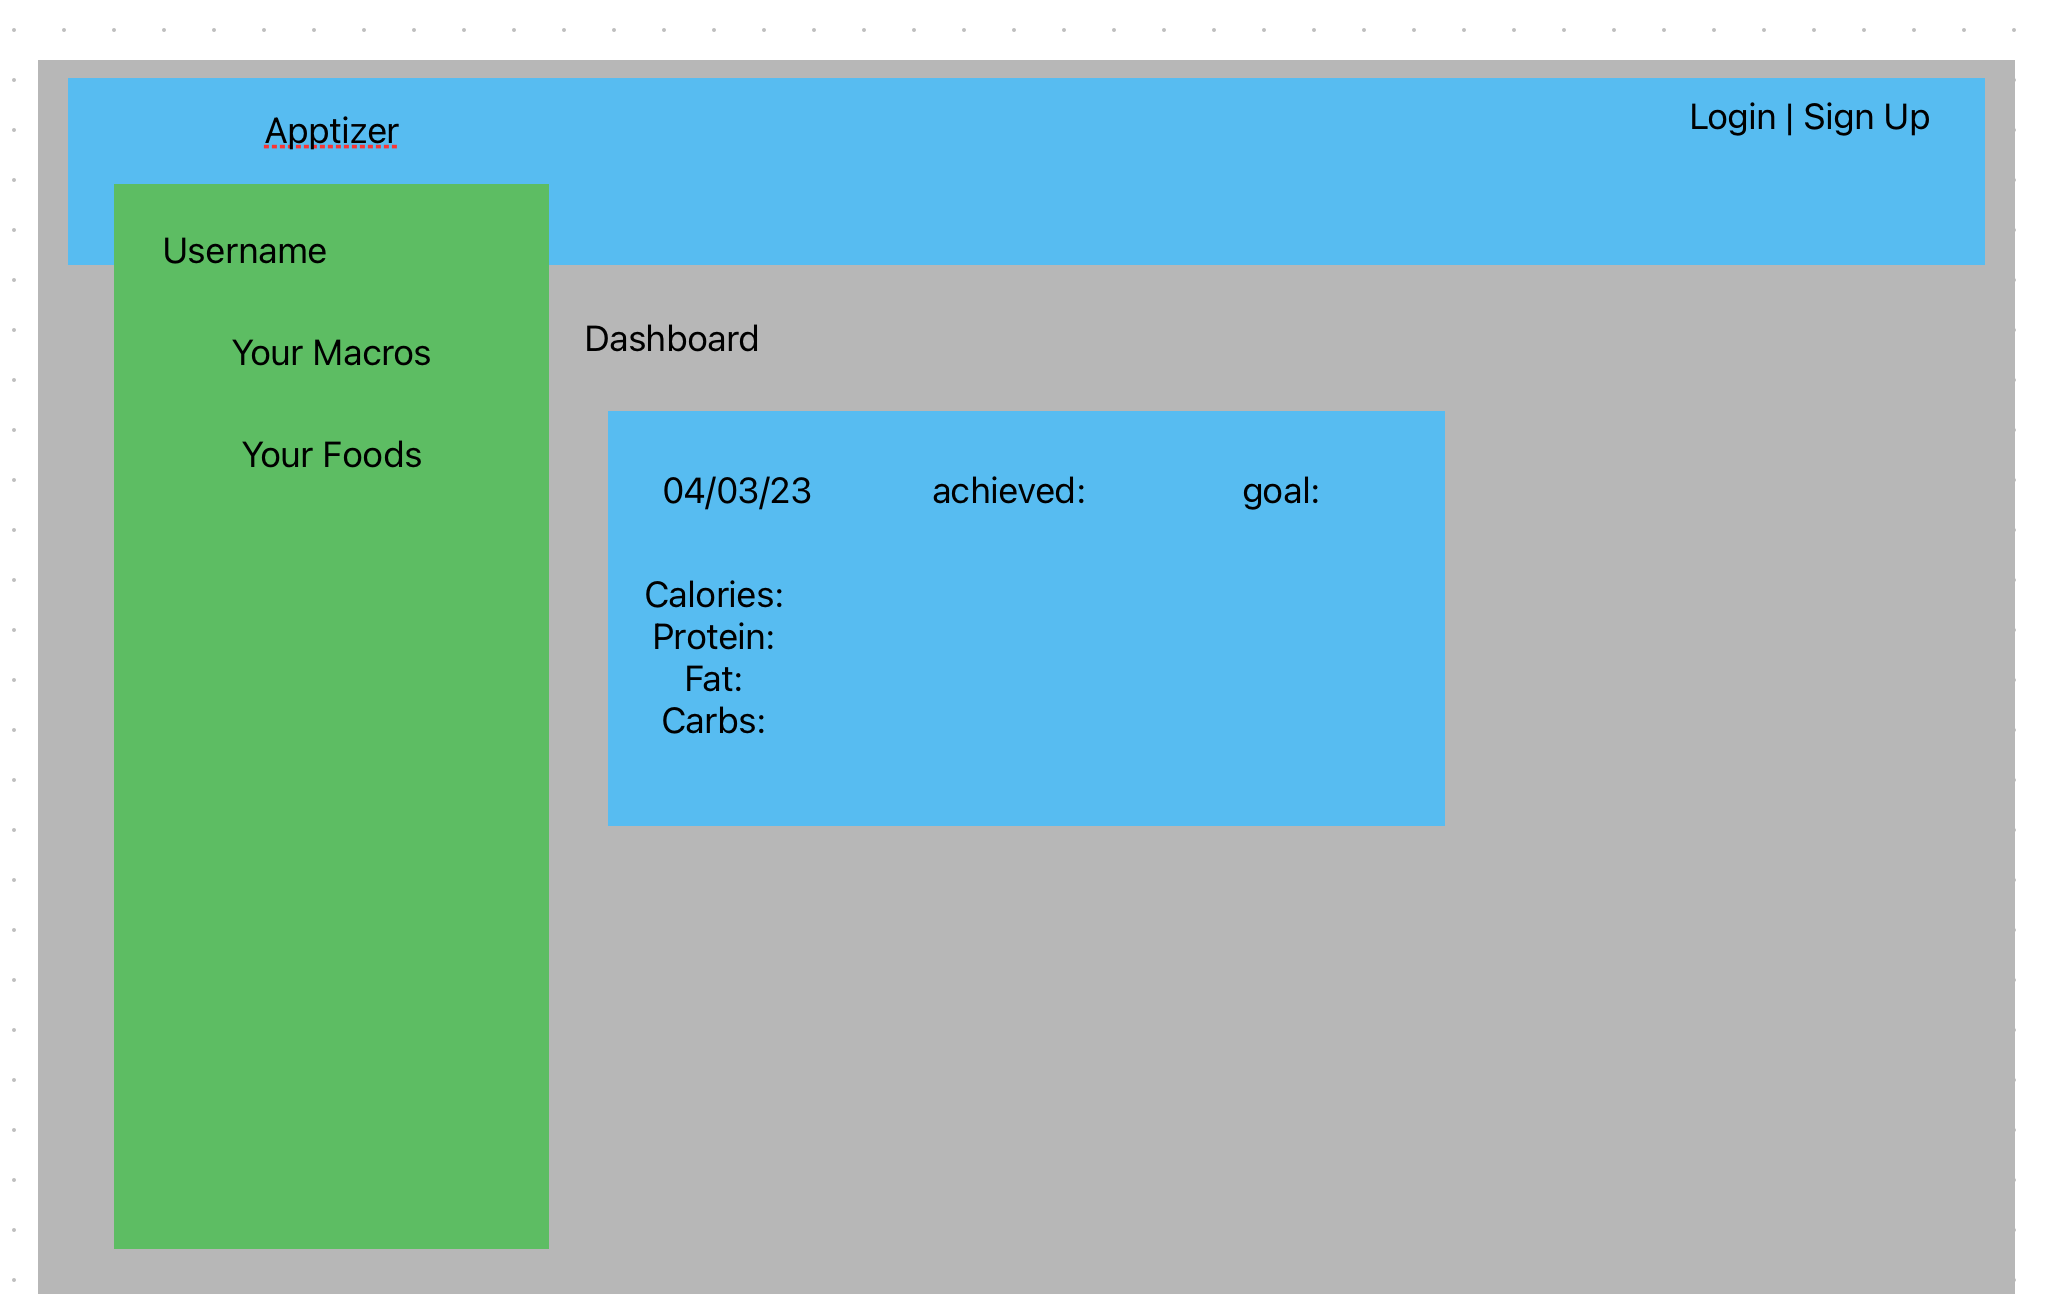 Apptizer
Login | Sign Up
Username
Your Macros
Your Foods
Dashboard
04/03/23 achieved: goal:
Calories:
Protein:
Fat:
Carbs: